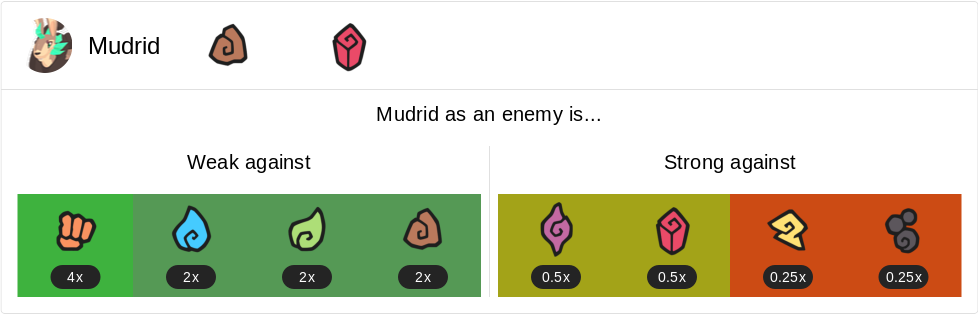 Mudrid
Mudrid as an enemy is...
Weak against
Strong against
4x 2x 2x 2x 0.5x 0.5x 0.25x 0.25x